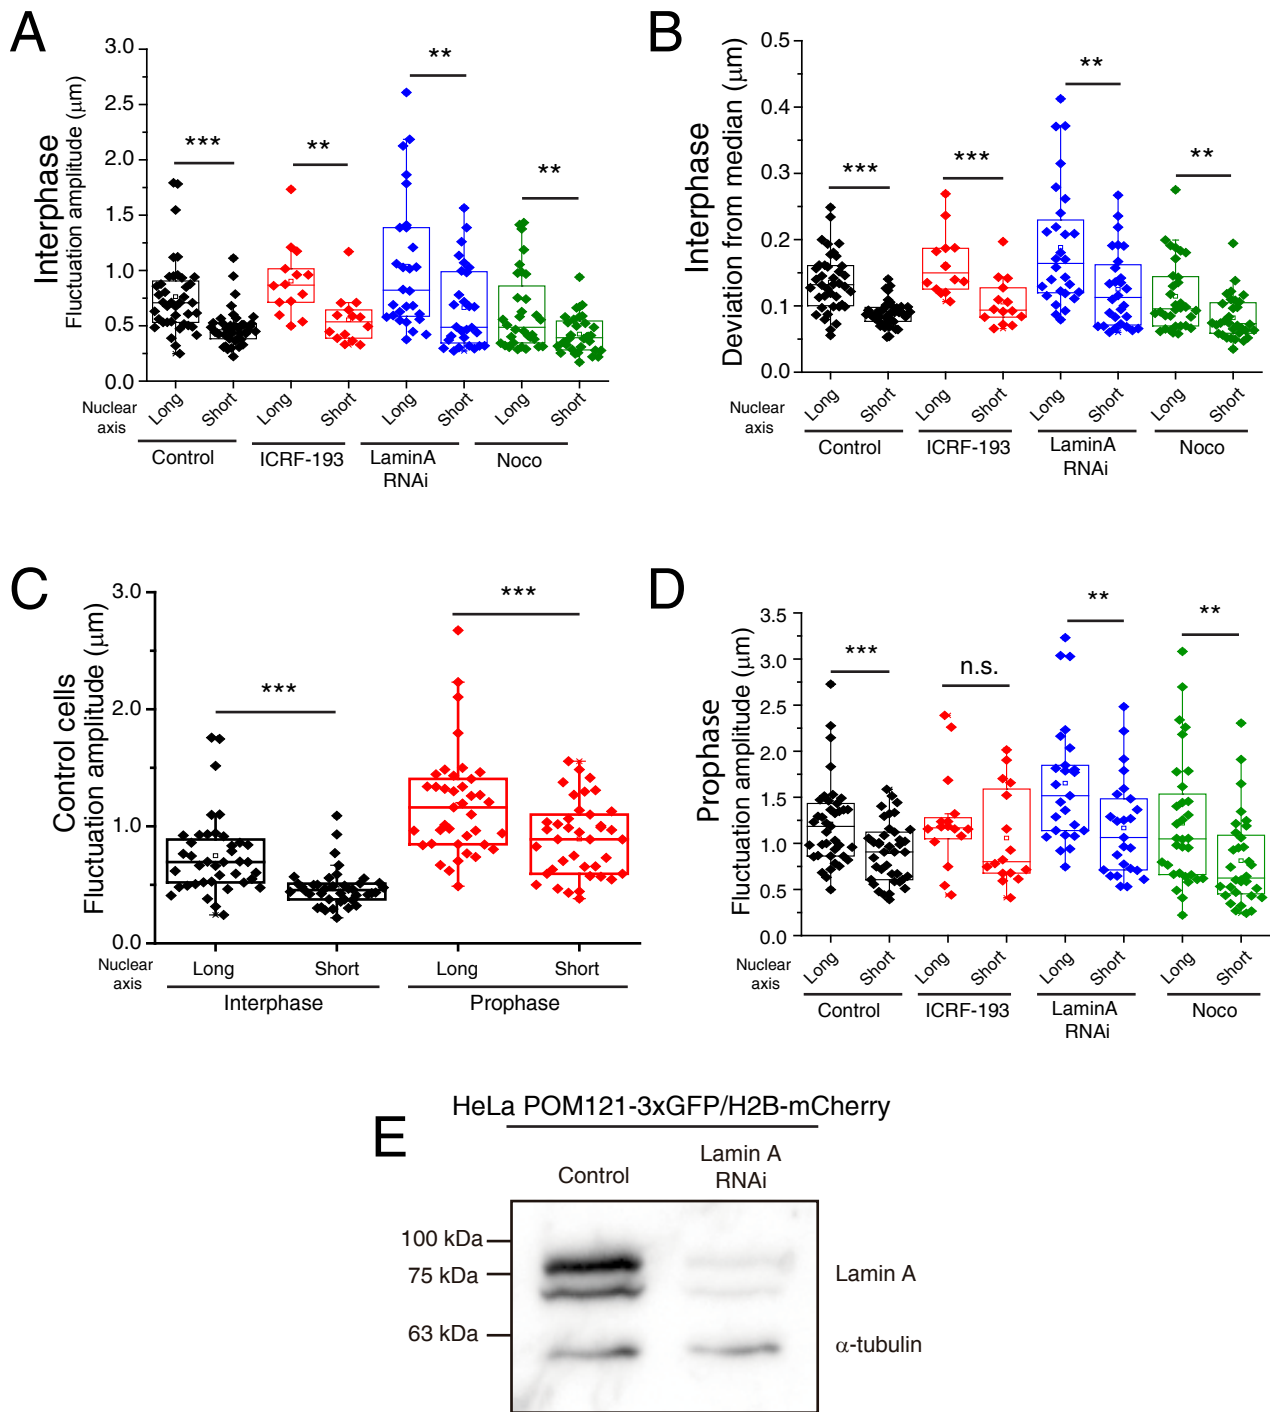 A
Interphase
Fluctuation amplitude (μm)
3.0
2.5
2.0
1.5
1.0
0.5
0.0
***
**
**
**
Nuclear
axis
Long
Short
Long
Short
Long
Short
Long
Short
Control
ICRF-193
LaminA
RNAi
Noco
B
Interphase
Deviation from median (μm)
0.5
0.4
0.3
0.2
0.1
0.0
***
***
**
**
Nuclear
axis
Long
Short
Long
Short
Long
Short
Long
Short
Control
ICRF-193
LaminA
RNAi
Noco
C
Control cells
Fluctuation amplitude (μm)
3.0
2.0
1.0
0.0
***
***
Nuclear
axis
Long
Short
Long
Short
Interphase
Prophase
D
Prophase
Fluctuation amplitude (μm)
3.5
3.0
2.5
2.0
1.5
1.0
0.5
0.0
***
n.s.
**
**
Nuclear
axis
Long
Short
Long
Short
Long
Short
Long
Short
Control
ICRF-193
LaminA
RNAi
Noco
E
HeLa POM121-3xGFP/H2B-mCherry
Control
Lamin A
RNAi
100 kDa
75 kDa
63 kDa
Lamin A
α-tubulin